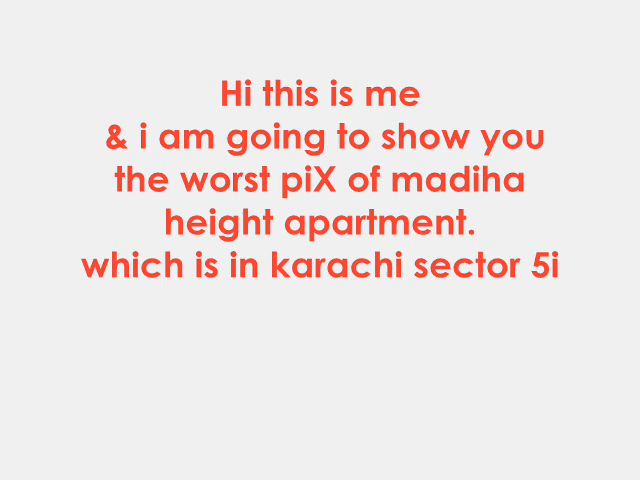 Hi this is me
& i am going to show you
the worst piX of madiha
height apartment.
which is in karachi sector 5i